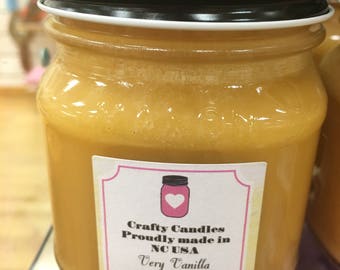 Crafty Candles
Proudly made in
NC USA
Very Vanilla